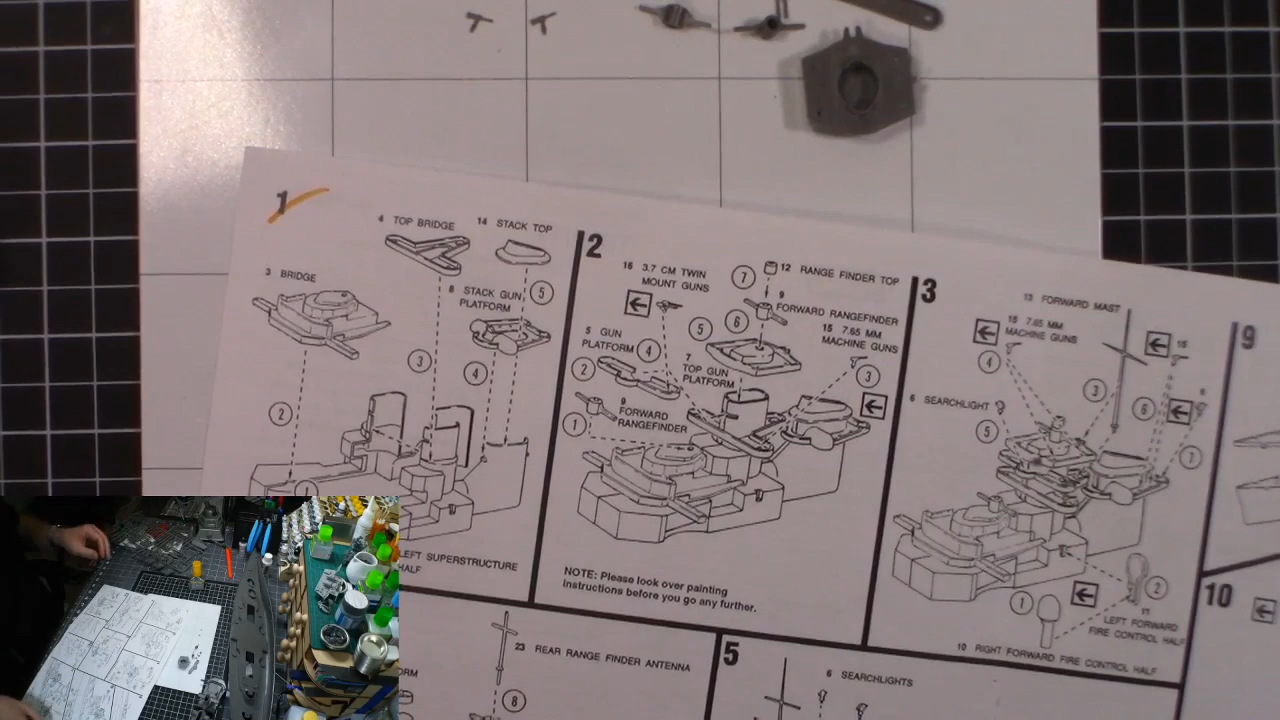 1
4 TOP BRIDGE
14 STACK TOP
3 BRIDGE
8 STACK GUN
PLATFORM
5
3
4
2
LEFT SUPERSTRUCTURE
HALF
2
16 3.7 CM TWIN
MOUNT GUNS
7
12 RANGE FINDER TOP
9
FORWARD RANGEFINDER
5
6
15 7.65 MM
MACHINE GUNS
5 GUN
PLATFORM
4
2
7
TOP GUN
PLATFORM
3
9
FORWARD
RANGEFINDER
1
NOTE: Please look over painting
instructions before you go any further.
3
13 FORWARD MAST
15 7.65 MM
MACHINE GUNS
15
4
3
6 SEARCHLIGHT
5
6
6
7
2
1
11
LEFT FORWARD
FIRE CONTROL HALF
10 RIGHT FORWARD FIRE CONTROL HALF
9
10
23 REAR RANGE FINDER ANTENNA
8
5
6 SEARCHLIGHTS